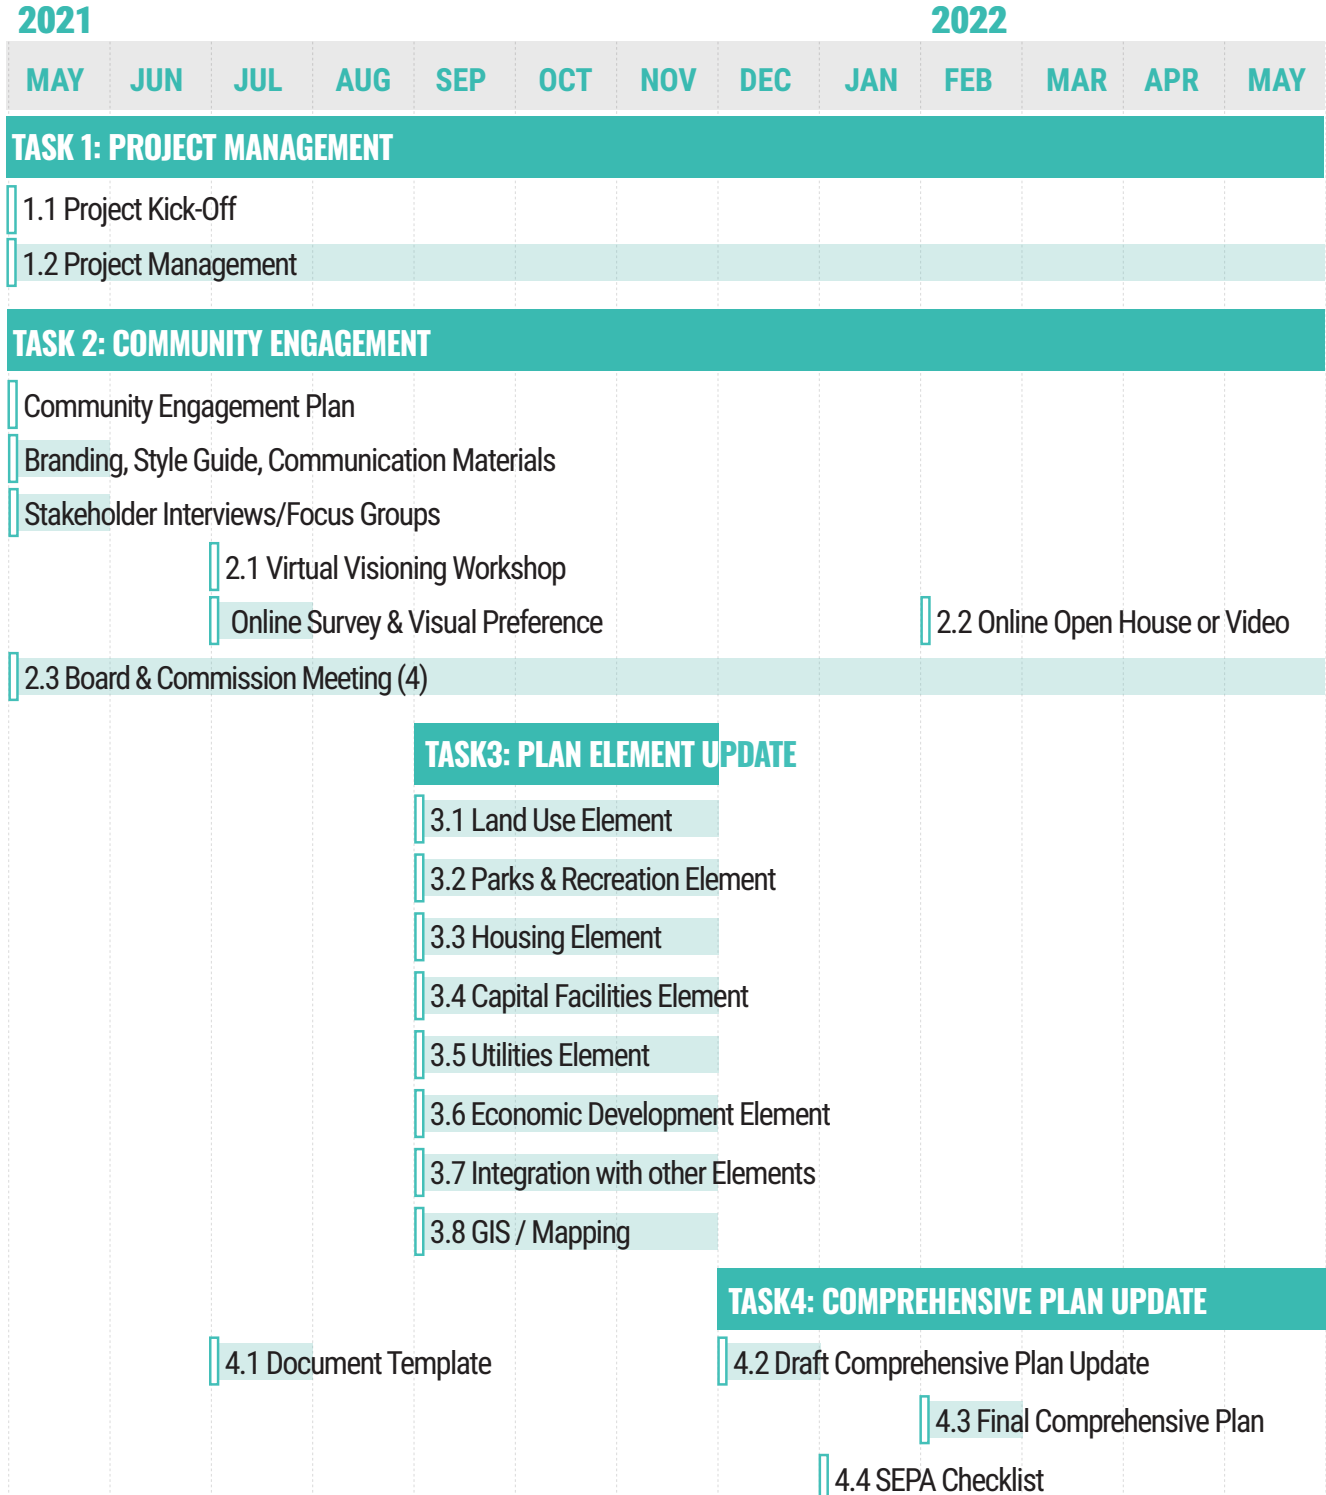 2021 2022
MAY JUN JUL AUG SEP OCT NOV DEC JAN FEB MAR APR MAY
TASK 1: PROJECT MANAGEMENT
1.1 Project Kick-Off
1.2 Project Management
TASK 2: COMMUNITY ENGAGEMENT
Community Engagement Plan
Branding, Style Guide, Communication Materials
Stakeholder Interviews/Focus Groups
2.1 Virtual Visioning Workshop
Online Survey & Visual Preference 2.2 Online Open House or Video
2.3 Board & Commission Meeting (4)
TASK3: PLAN ELEMENT UPDATE
3.1 Land Use Element
3.2 Parks & Recreation Element
3.3 Housing Element
3.4 Capital Facilities Element
3.5 Utilities Element
3.6 Economic Development Element
3.7 Integration with other Elements
3.8 GIS / Mapping
TASK4: COMPREHENSIVE PLAN UPDATE
4.1 Document Template 4.2 Draft Comprehensive Plan Update
4.3 Final Comprehensive Plan
4.4 SEPA Checklist